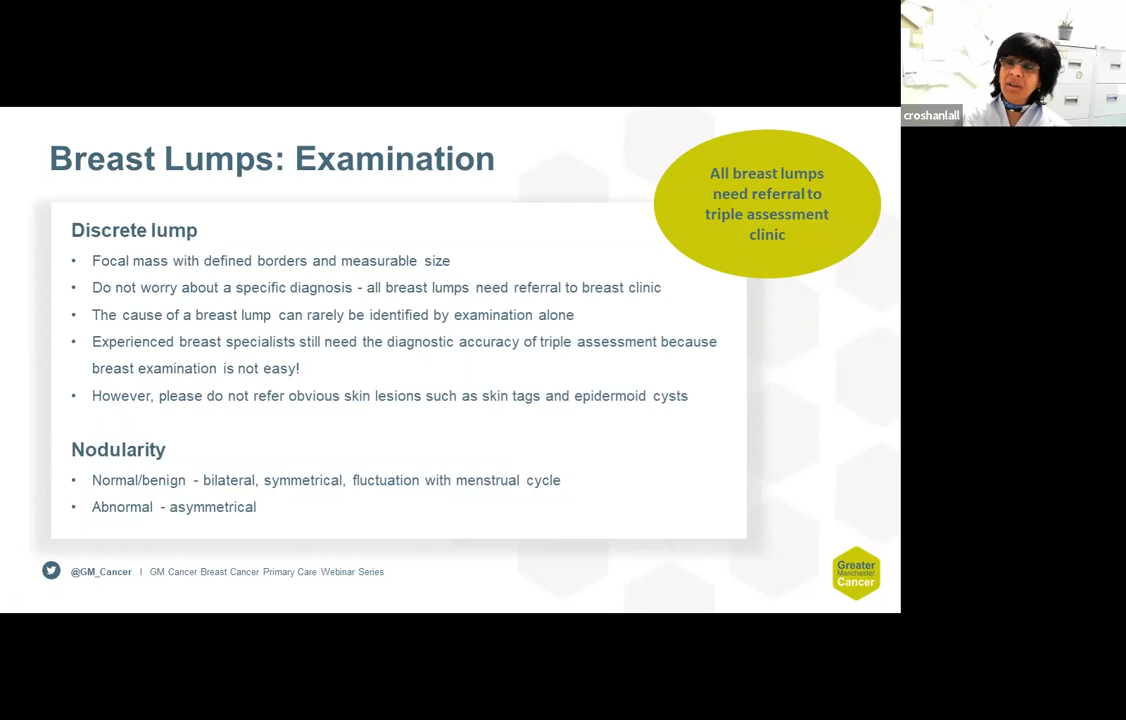 croshanlall
Breast Lumps: Examination
All breast lumps
need referral to
triple assessment
clinic
Discrete lump
• Focal mass with defined borders and measurable size
• Do not worry about a specific diagnosis - all breast lumps need referral to breast clinic
• The cause of a breast lump can rarely be identified by examination alone
• Experienced breast specialists still need the diagnostic accuracy of triple assessment because
breast examination is not easy!
• However, please do not refer obvious skin lesions such as skin tags and epidermoid cysts
Nodularity
• Normal/benign - bilateral, symmetrical, fluctuation with menstrual cycle
• Abnormal - asymmetrical
@GM_Cancer I GM Cancer Breast Cancer Primary Care Webinar Series
Greater
Manchester
Cancer